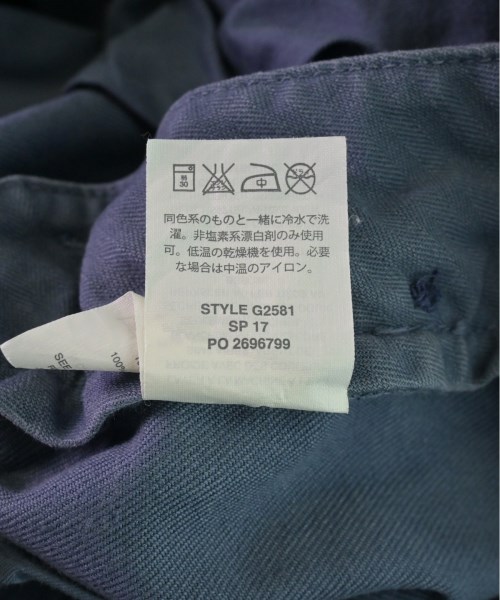 弱
30
中
同色系のものと一緒に冷水で洗
濯。非塩素系漂白剤のみ使用
可。低温の乾燥機を使用。必要
な場合は中温のアイロン。
STYLE G2581
SP 17
PO 2696799
SEE
100%